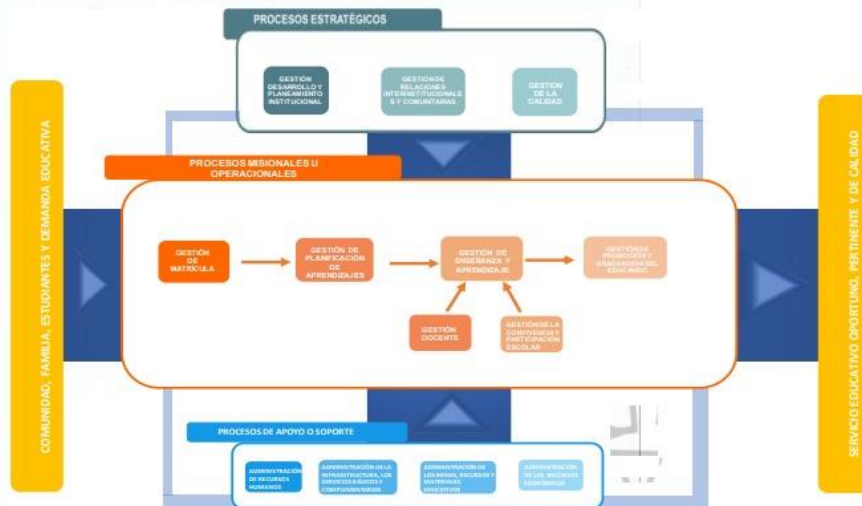 PROCESOS ESTRATÉGICOS
GESTIÓN
DESARROLLO Y
PLANEAMIENTO
INSTITUCIONAL
GESTIÓN DE
RELACIONES
INTERINSTITUCIONALE
S Y COMUNITARIAS
GESTIÓN
DE LA
CALIDAD
COMUNIDAD, FAMILIA, ESTUDIANTES Y DEMANDA EDUCATIVA
PROCESOS MISIONALES U
OPERACIONALES
GESTIÓN
DE
MATRÍCULA
GESTIÓN DE
PLANIFICACIÓN
DE
APRENDIZAJES
GESTIÓN DE
ENSEÑANZA Y
APRENDIZAJE
GESTIÓN DE
PROMOCIÓN Y
GRADUACIÓN DEL
EDUCANDO
GESTIÓN
DOCENTE
GESTIÓN DE LA
CONVIVENCIA Y
PARTICIPACIÓN
ESCOLAR
SERVICIO EDUCATIVO OPORTUNO, PERTINENTE Y DE CALIDAD
PROCESOS DE APOYO O SOPORTE
ADMINISTRACIÓN
DE RECURSOS
HUMANOS
ADMINISTRACIÓN DE LA
INFRAESTRUCTURA, LOS
SERVICIOS BÁSICOS Y
COMPLEMENTARIOS
ADMINISTRACIÓN DE
LOS BIENES, RECURSOS Y
MATERIALES
EDUCATIVOS
ADMINISTRACIÓN
DE LOS RECURSOS